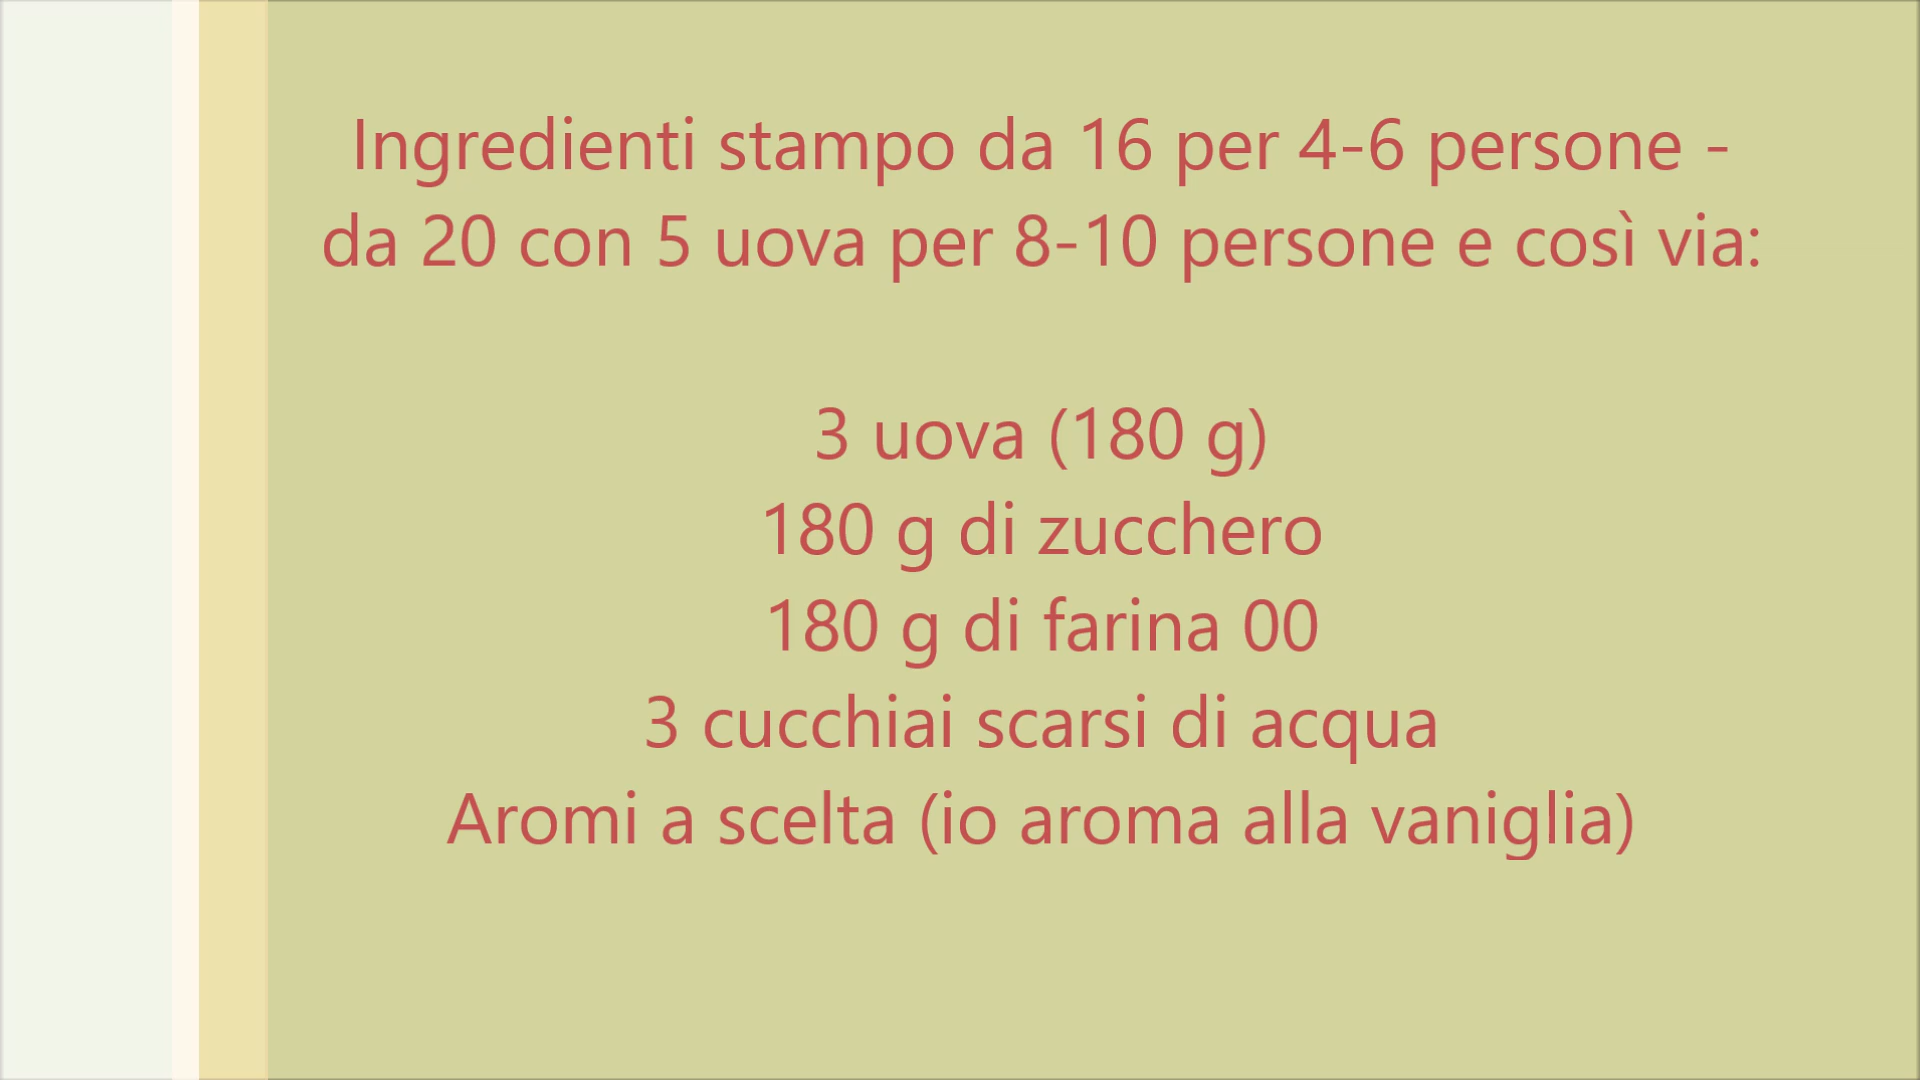 Ingredienti stampo da 16 per 4-6 persone -
da 20 con 5 uova per 8-10 persone e così via:
3 uova (180 g)
180 g di zucchero
180 g di farina 00
3 cucchiai scarsi di acqua
Aromi a scelta (io aroma alla vaniglia)